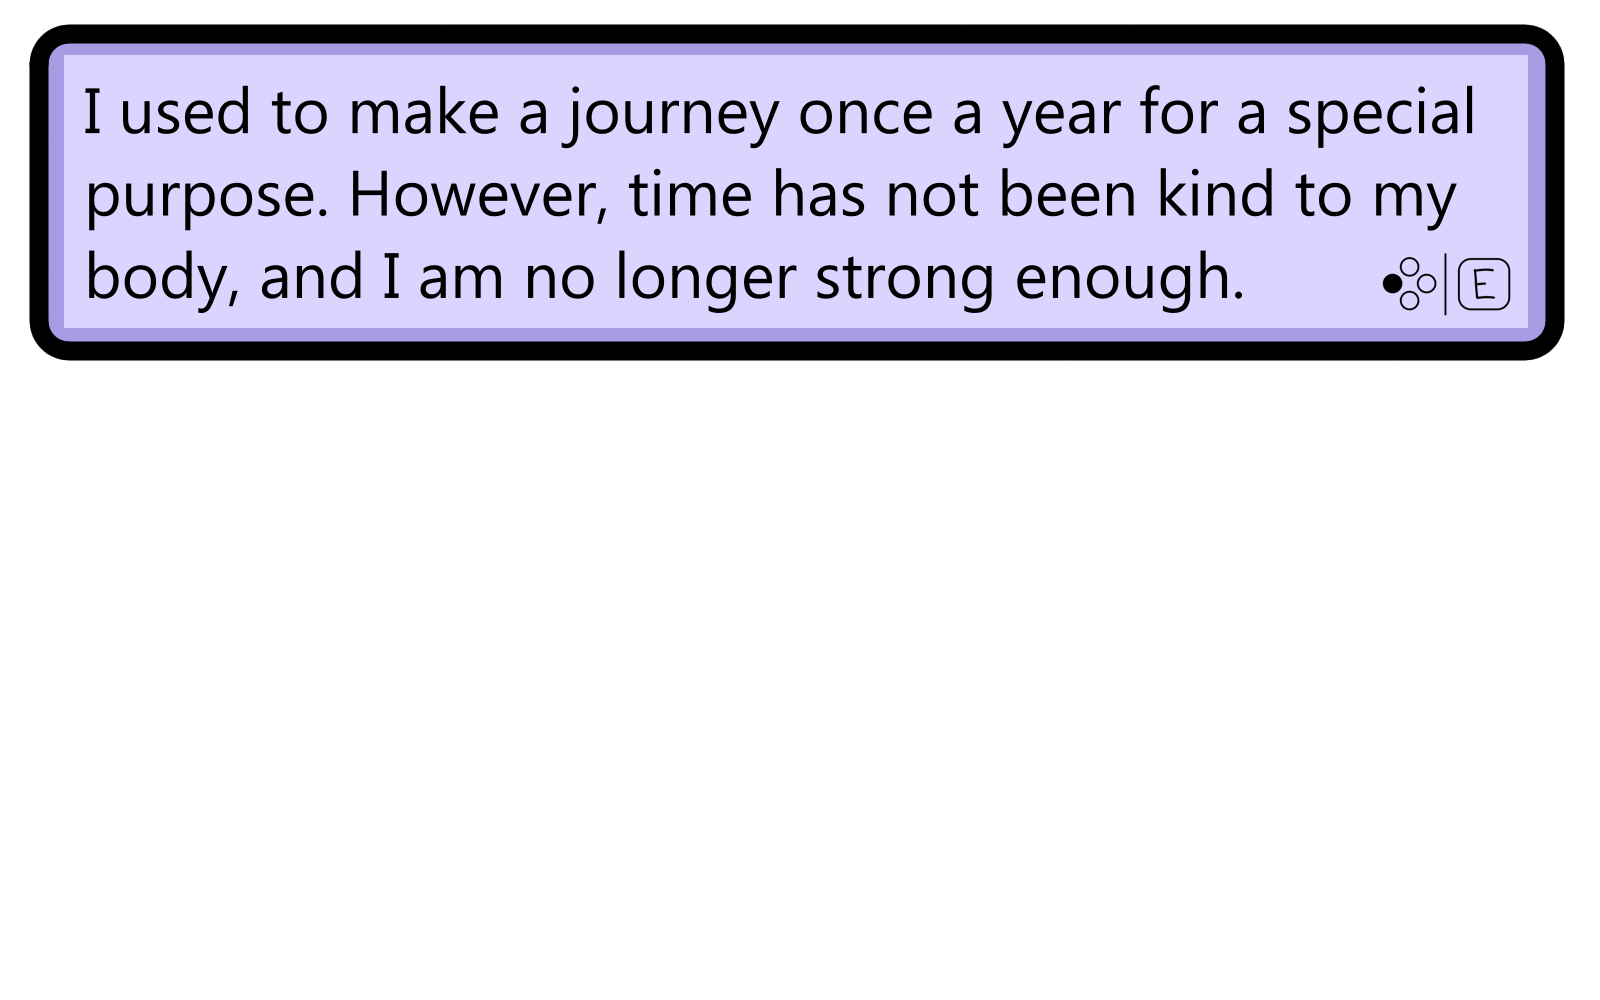 I used to make a journey once a year for a special
purpose. However, time has not been kind to my
body, and I am no longer strong enough.
E